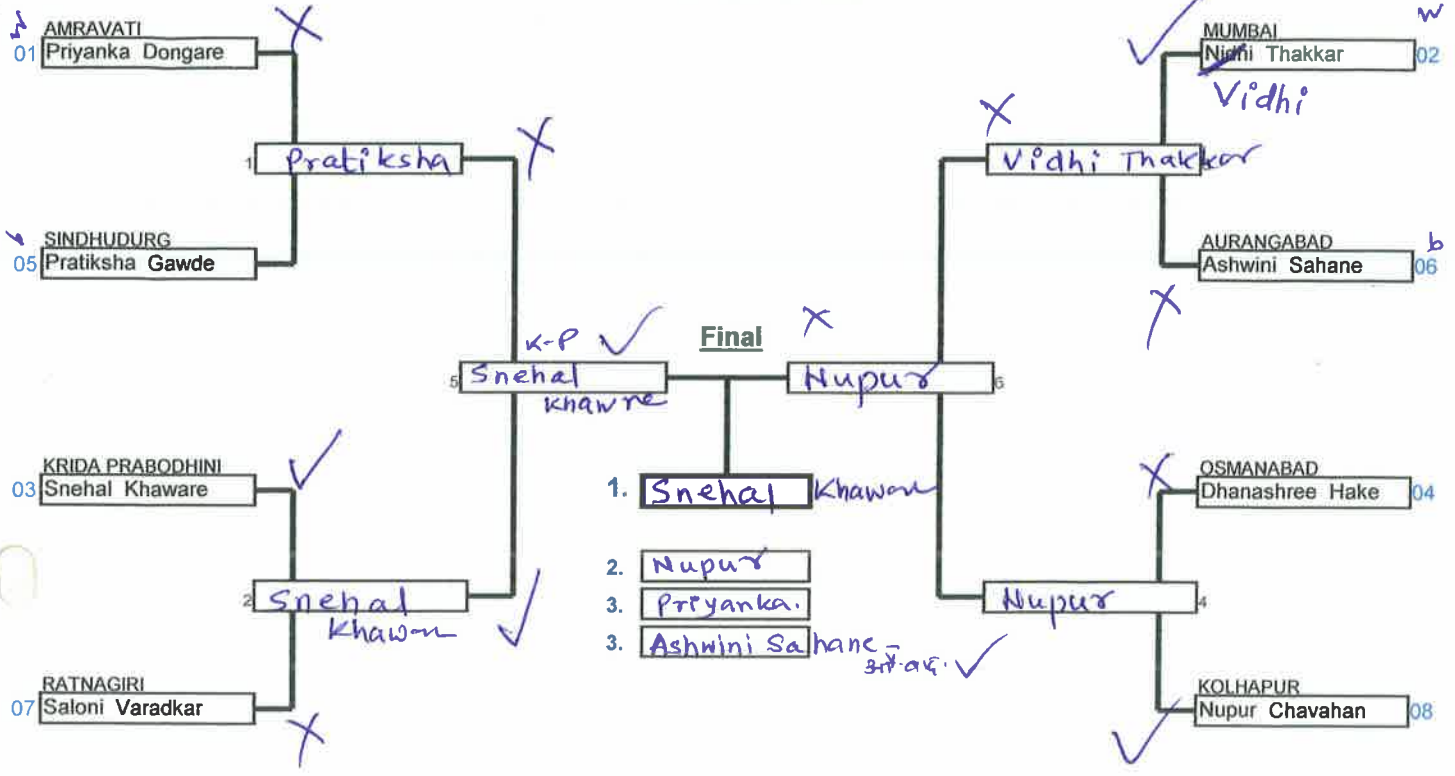 AMRAVATI
01 Priyanka Dongare
1 Pratiksha
SINDHUDURG
05 Pratiksha Gawde
K-P
5 Snehal
Khawre
KRIDA PRABODHINI
03 Snehal Khaware
2 Snehal
RATNAGIRI
07 Saloni Varadkar
Final
1. Snehal
2. Nupur
3. Priyanka.
3. Ashwini Sahane
W
MUMBAI
Nidhi Thakkar 02
Vidhi
Vidhi Thakkar
b
AURANGABAD
Ashwini Sahane 06
Nupur 6
OSMANABAD
Dhanashree Hake 04
Nupur 4
KOLHAPUR
Nupur Chavahan 08